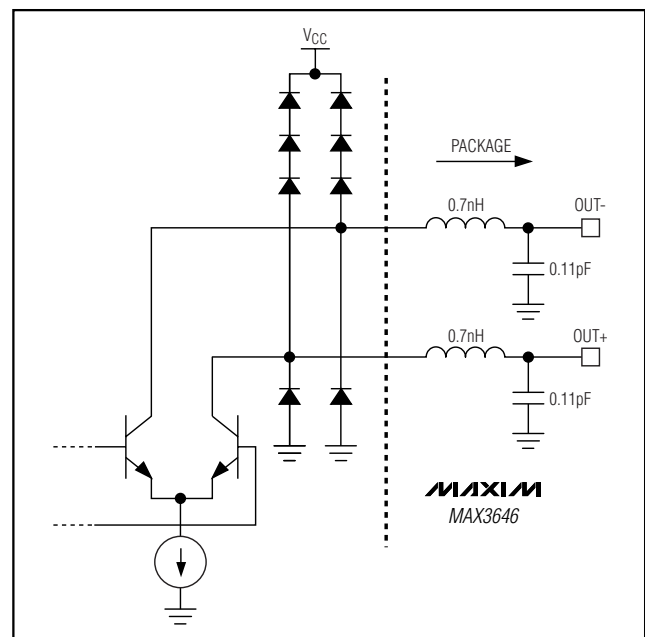 VCC
PACKAGE
0.7nH
OUT-
0.11pF
0.7nH
OUT+
0.11pF
MAXIM
MAX3646